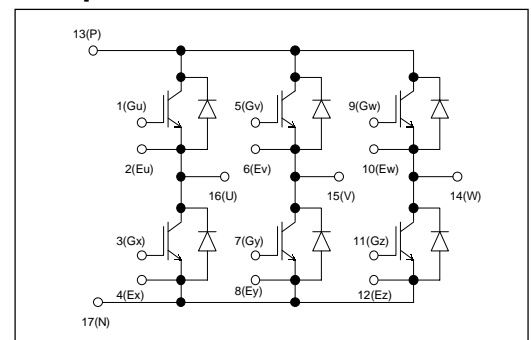 13(P)
1(Gu)
5(Gv)
9(Gw)
2(Eu)
6(Ev)
10(Ew)
16(U)
15(V)
14(W)
3(Gx)
7(Gy)
11(Gz)
4(Ex)
8(Ey)
12(Ez)
17(N)